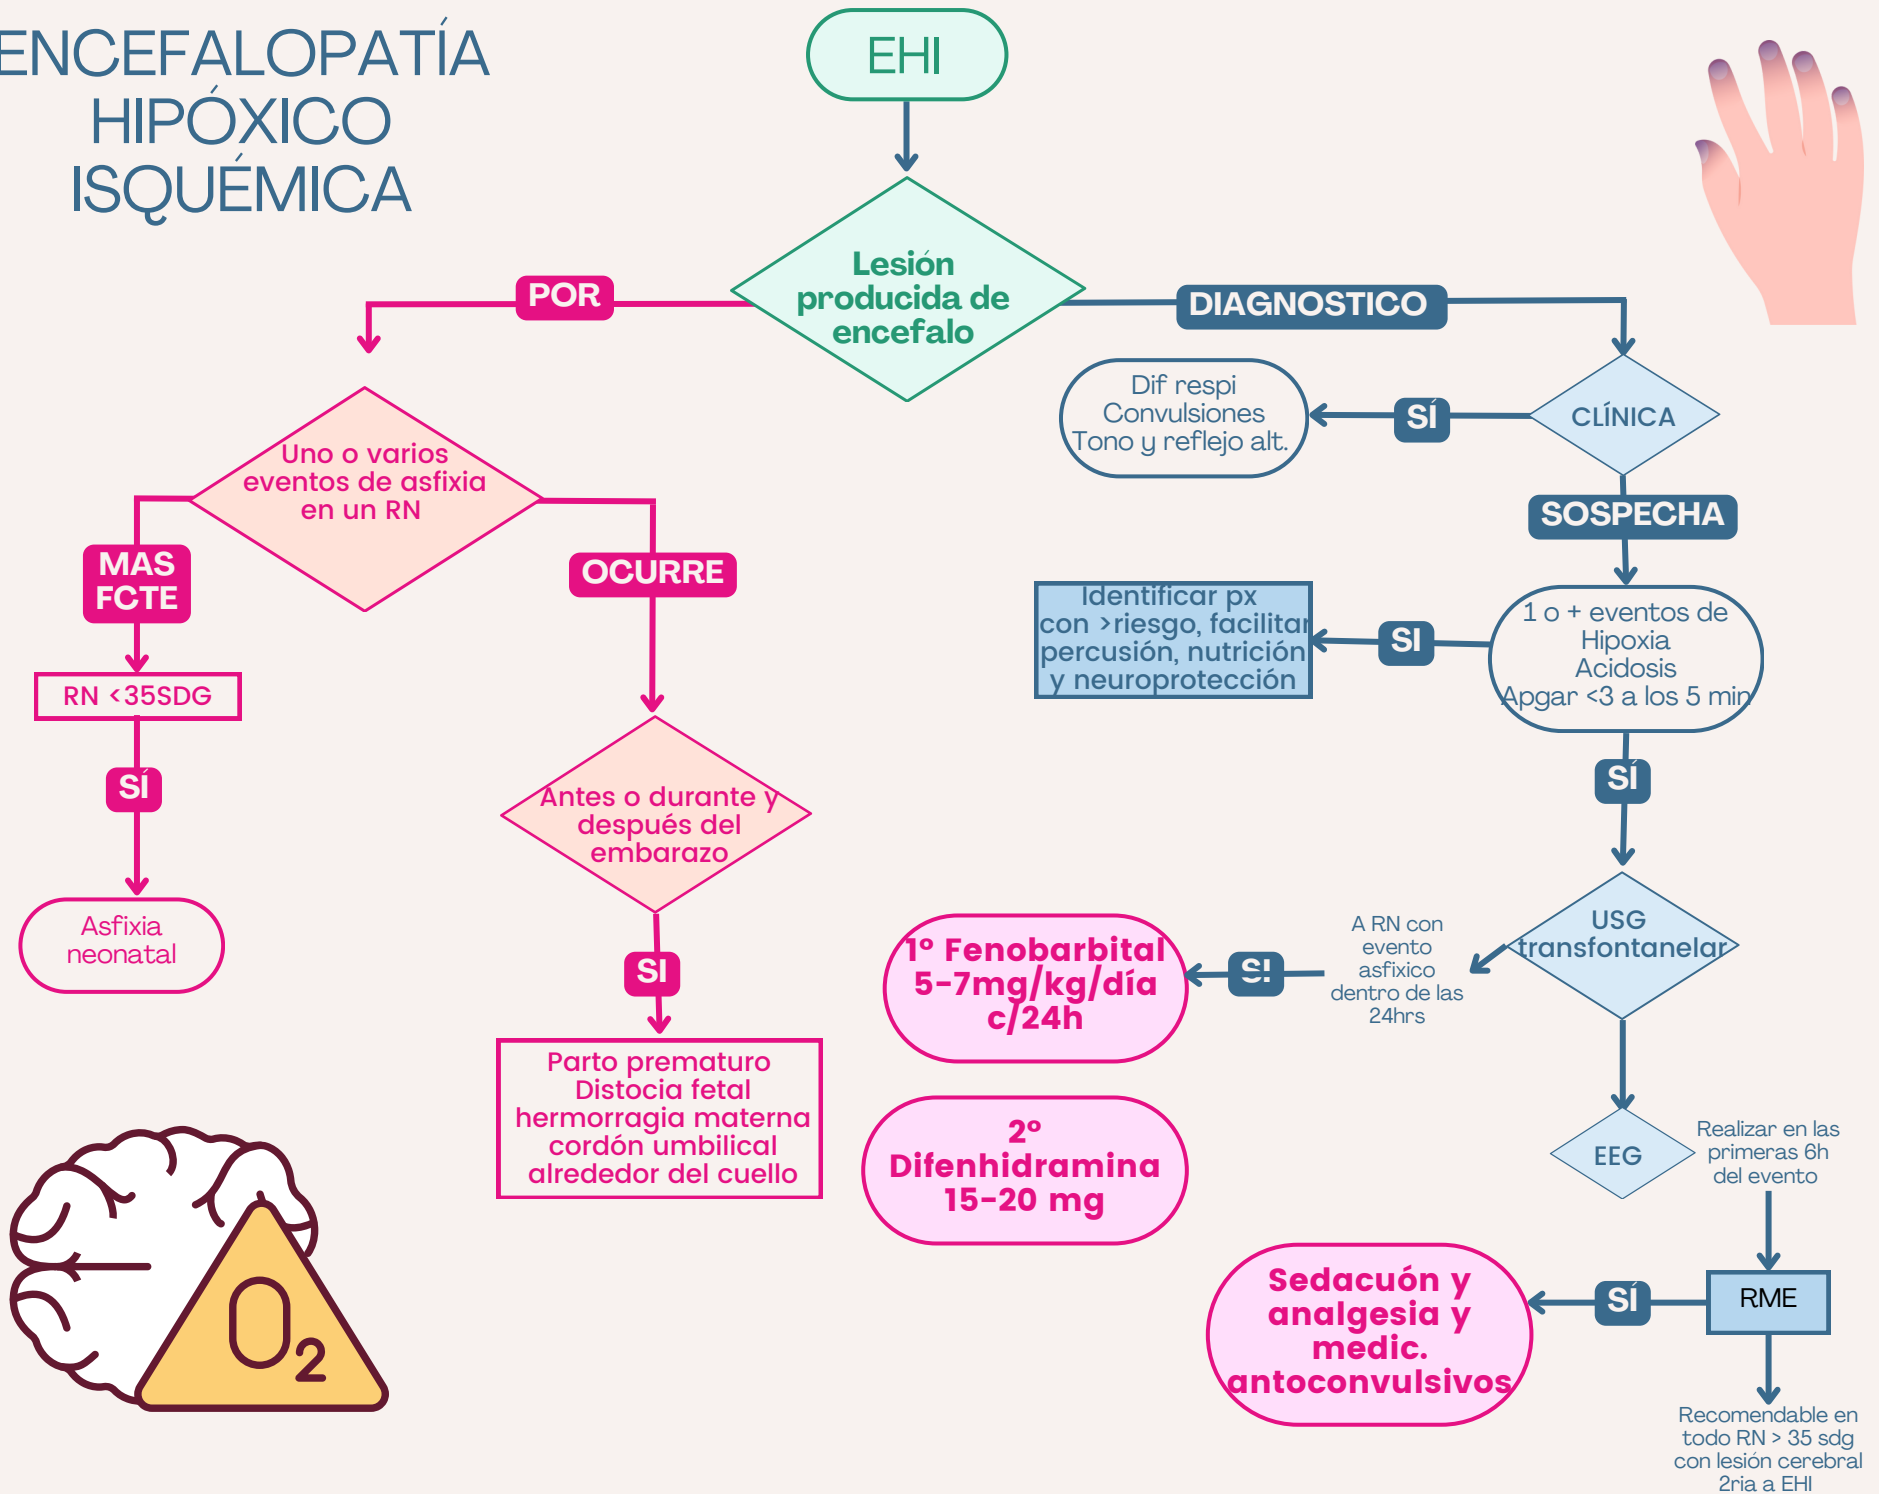 ENCEFALOPATÍA
HIPÓXICO
ISQUÉMICA
EHI
Lesión
producida de
encefalo
POR
DIAGNOSTICO
Uno o varios
eventos de asfixia
en un RN
MAS
FCTE
RN <35SDG
SÍ
Asfixia
neonatal
OCURRE
Antes o durante y
después del
embarazo
SI
Parto prematuro
Distocia fetal
hermorragia materna
cordón umbilical
alrededor del cuello
CLÍNICA
SÍ
Dif respi
Convulsiones
Tono y reflejo alt.
SOSPECHA
1 o + eventos de
Hipoxia
Acidosis
Apgar <3 a los 5 min
SI
Identificar px
con >riesgo, facilitar
percusión, nutrición
y neuroprotección
SÍ
USG
transfontanelar
A RN con
evento
asfixico
dentro de las
24hrs
SI
1° Fenobarbital
5-7mg/kg/día
c/24h
2°
Difenhidramina
15-20 mg
EEG
Realizar en las
primeras 6h
del evento
RME
SÍ
Sedacuón y
analgesia y
medic.
antoconvulsivos
Recomendable en
todo RN > 35 sdg
con lesión cerebral
2ria a EHI
O2